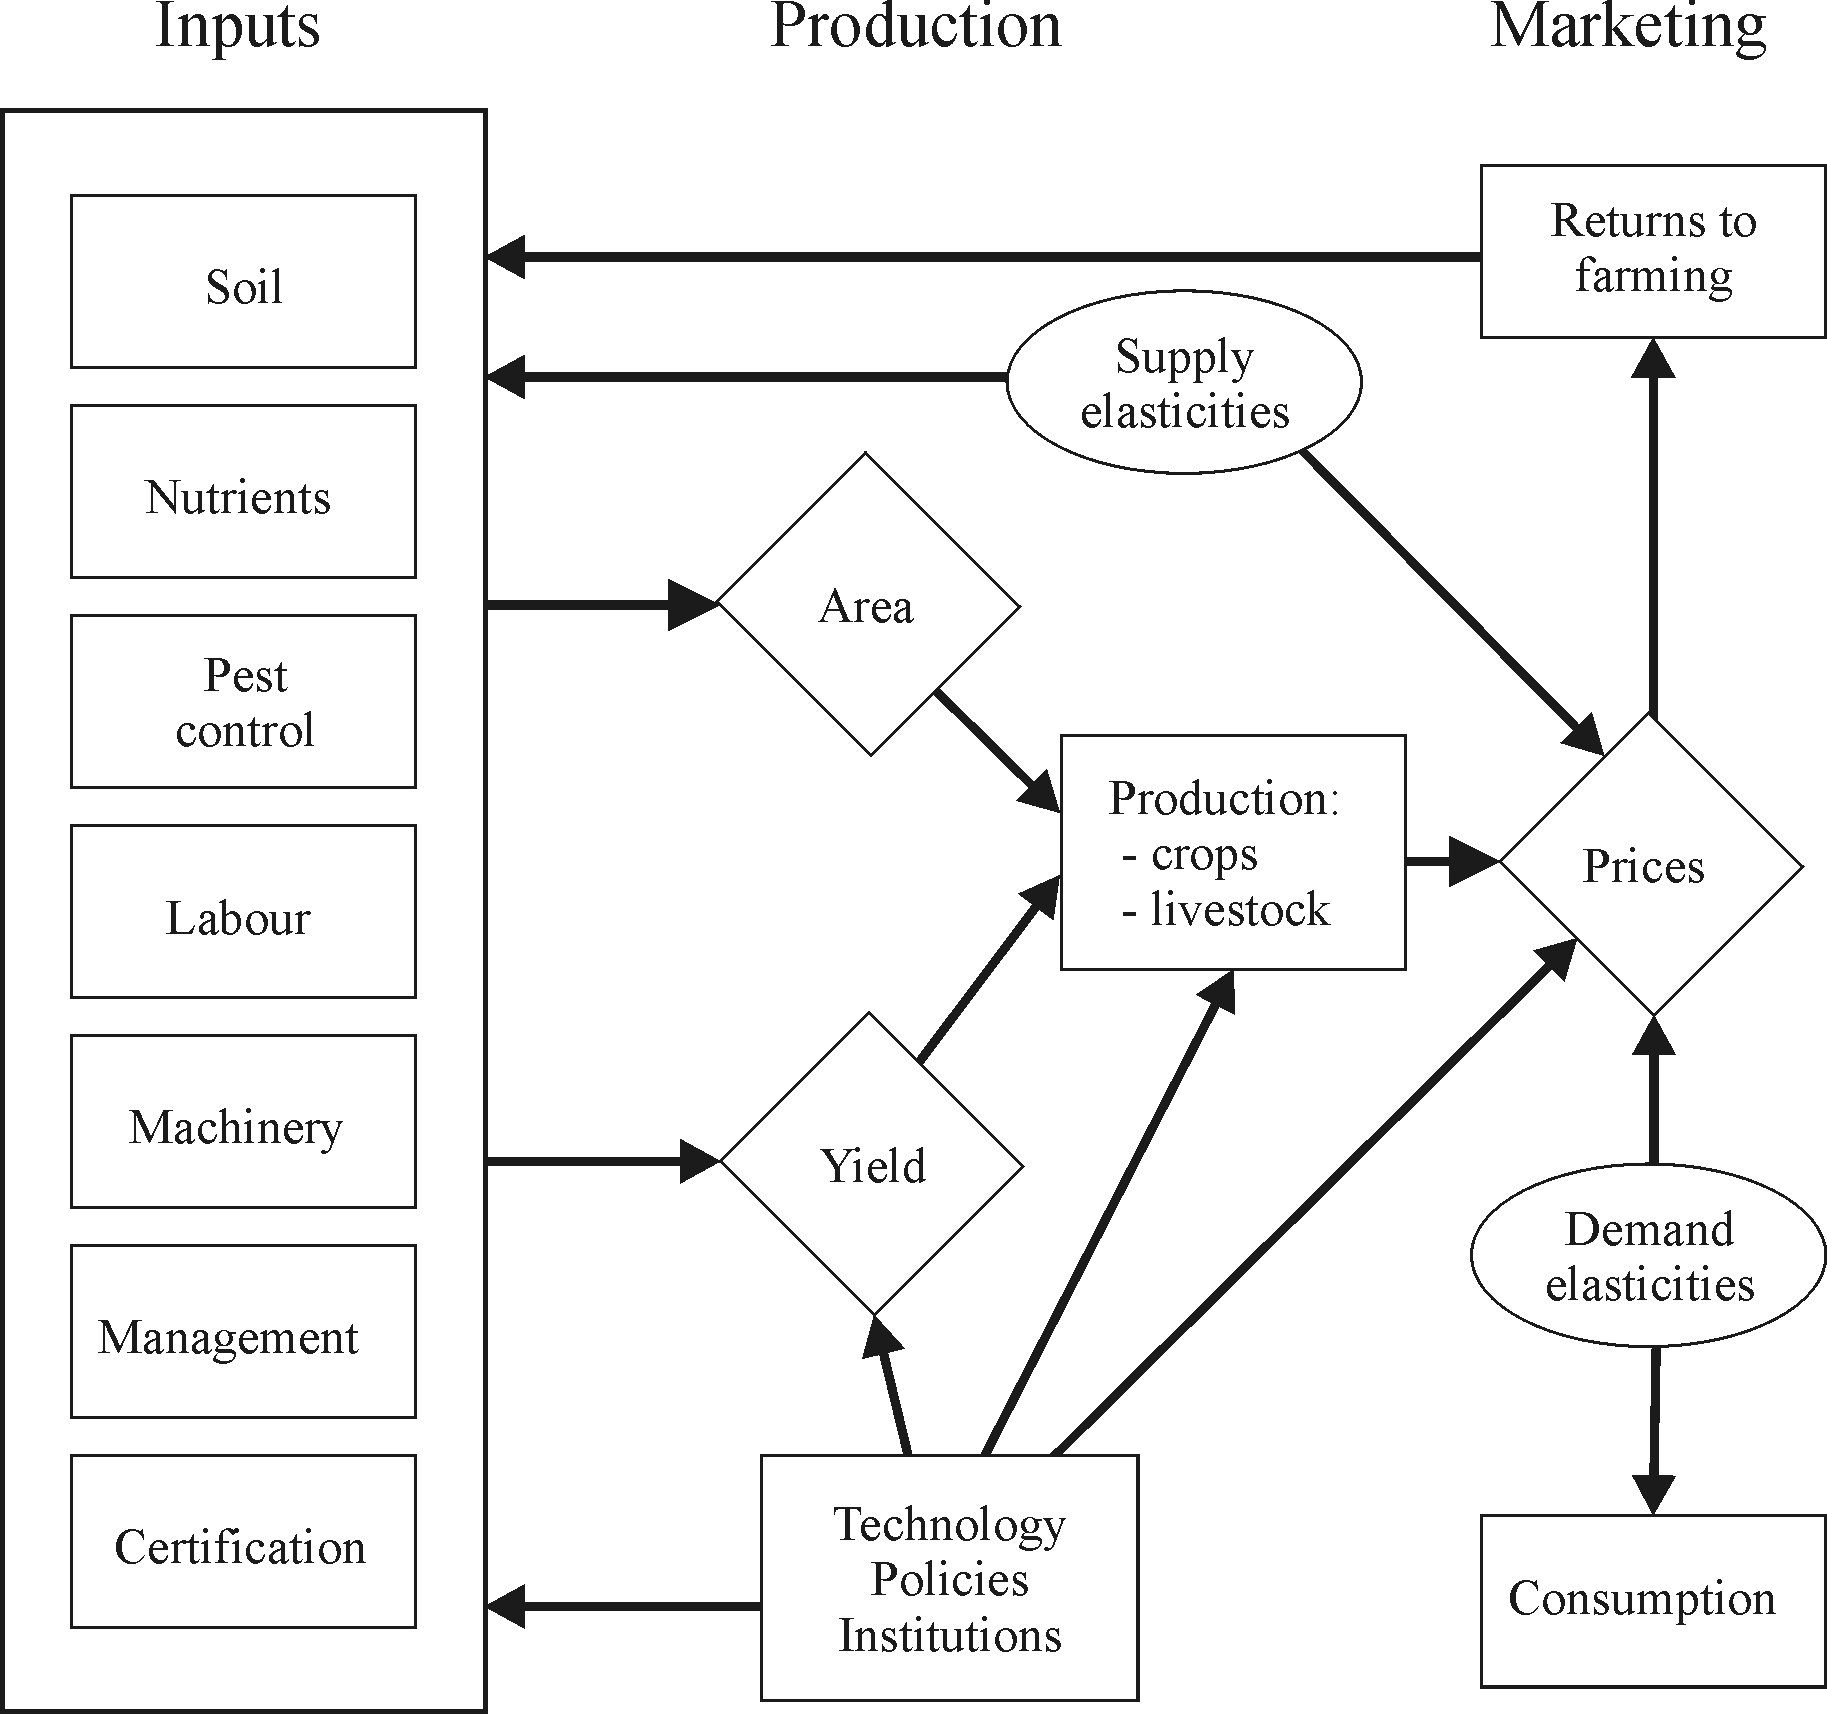 Inputs
Production
Marketing
Soil
Nutrients
Pest
control
Labour
Machinery
Management
Certification
Area
Yield
Technology
Policies
Institutions
Supply
elasticities
Production:
- crops
- livestock
Returns to
farming
Prices
Demand
elasticities
Consumption